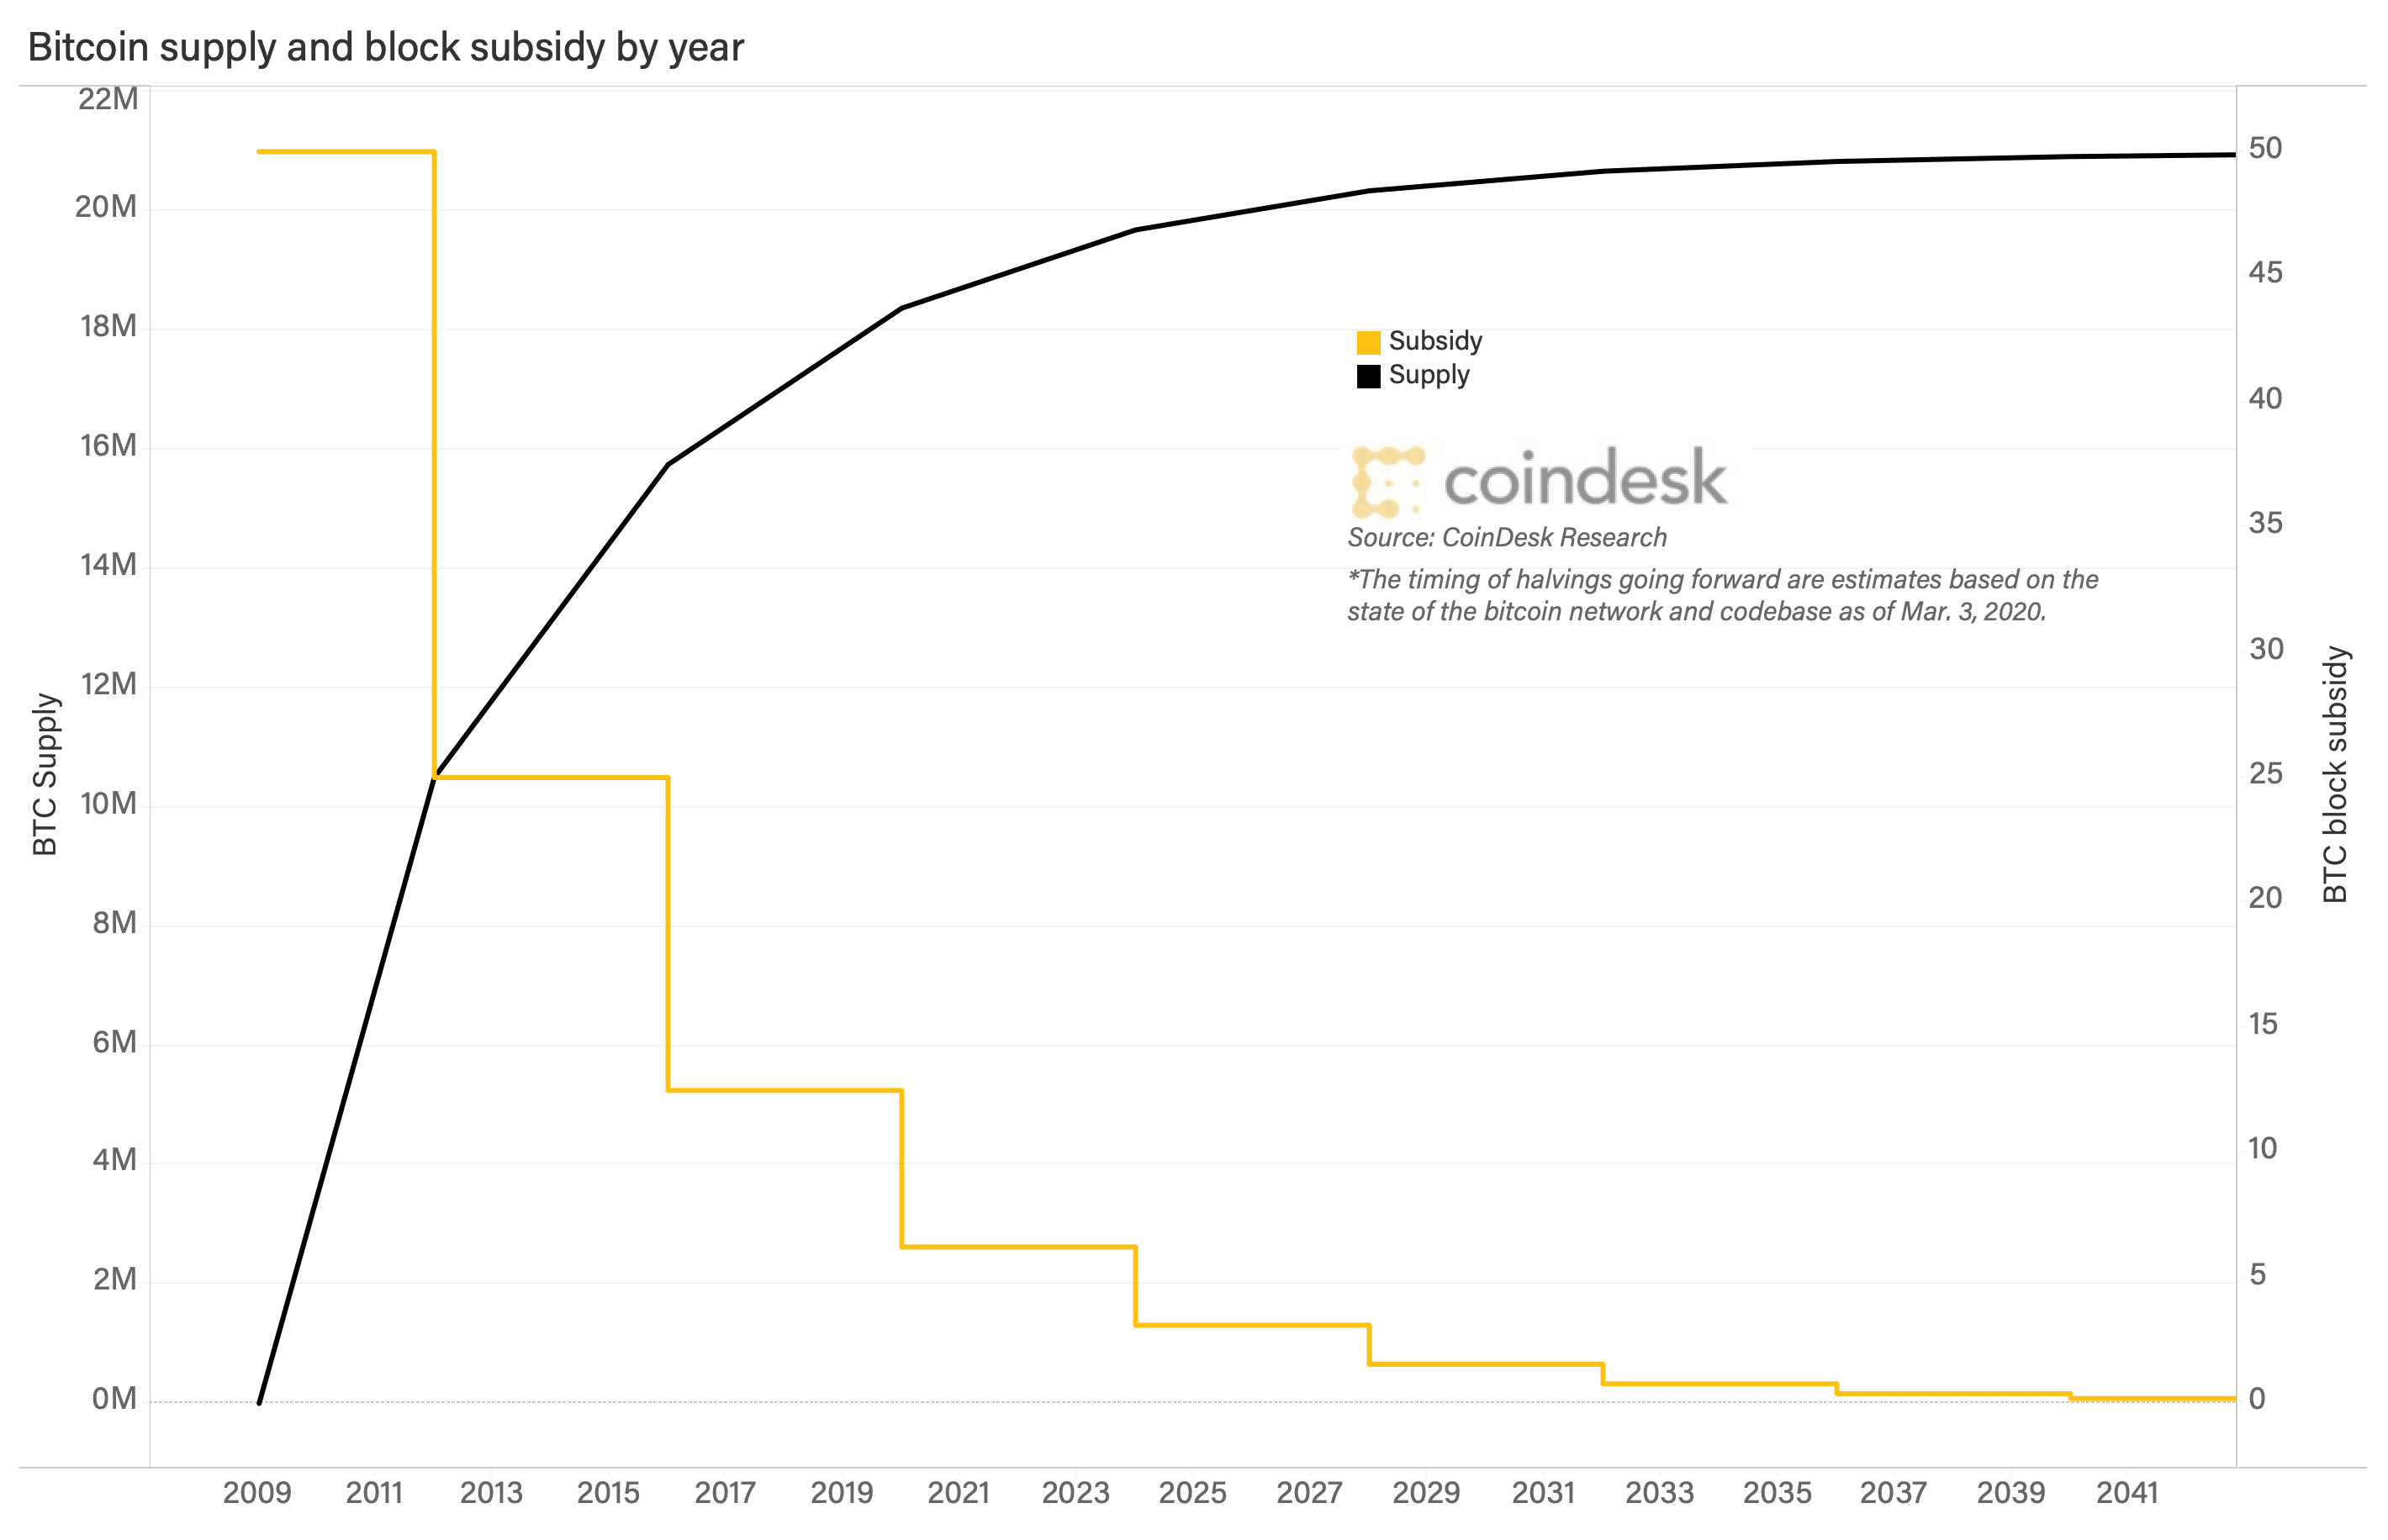 Bitcoin supply and block subsidy by year
22M
20M
18M
16M
14M
12M
10M
8M
6M
4M
2M
0M
BTC Supply
50
45
40
35
30
25
20
15
10
5
0
BTC block subsidy
Subsidy
Supply
coindesk
Source: CoinDesk Research
*The timing of halvings going forward are estimates based on the
state of the bitcoin network and codebase as of Mar. 3, 2020.
2009 2011 2013 2015 2017 2019 2021 2023 2025 2027 2029 2031 2033 2035 2037 2039 2041